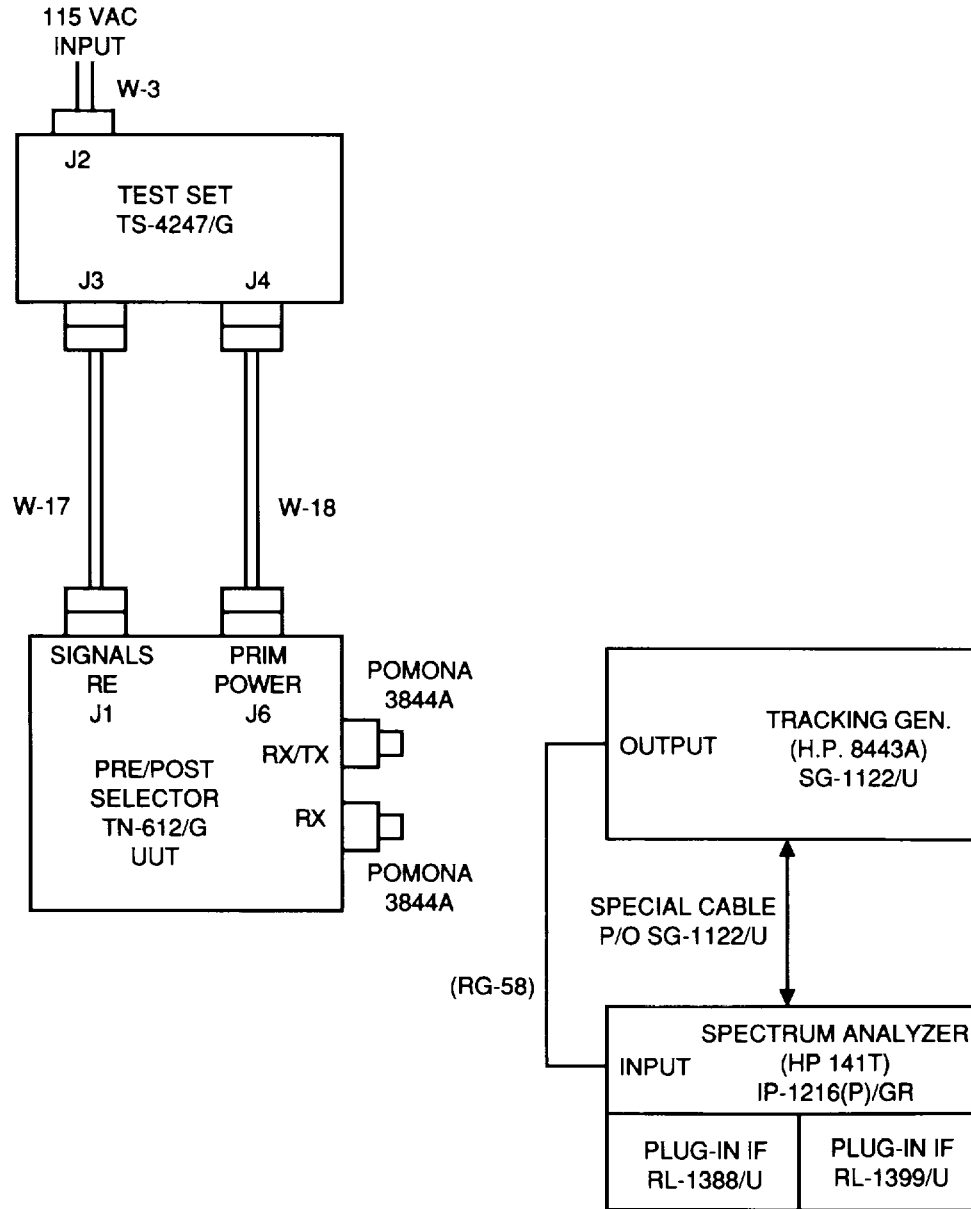 115 VAC
INPUT
W-3
J2
TEST SET
TS-4247/G
J3
J4
W-17
W-18
SIGNALS
RE
J1
PRIM
POWER
J6
RX/TX
RX
PRE/POST
SELECTOR
TN-612/G
UUT
POMONA
3844A
POMONA
3844A
OUTPUT
TRACKING GEN.
(H.P. 8443A)
SG-1122/U
SPECIAL CABLE
P/O SG-1122/U
(RG-58)
INPUT
SPECTRUM ANALYZER
(HP 141T)
IP-1216(P)/GR
PLUG-IN IF
RL-1388/U
PLUG-IN IF
RL-1399/U